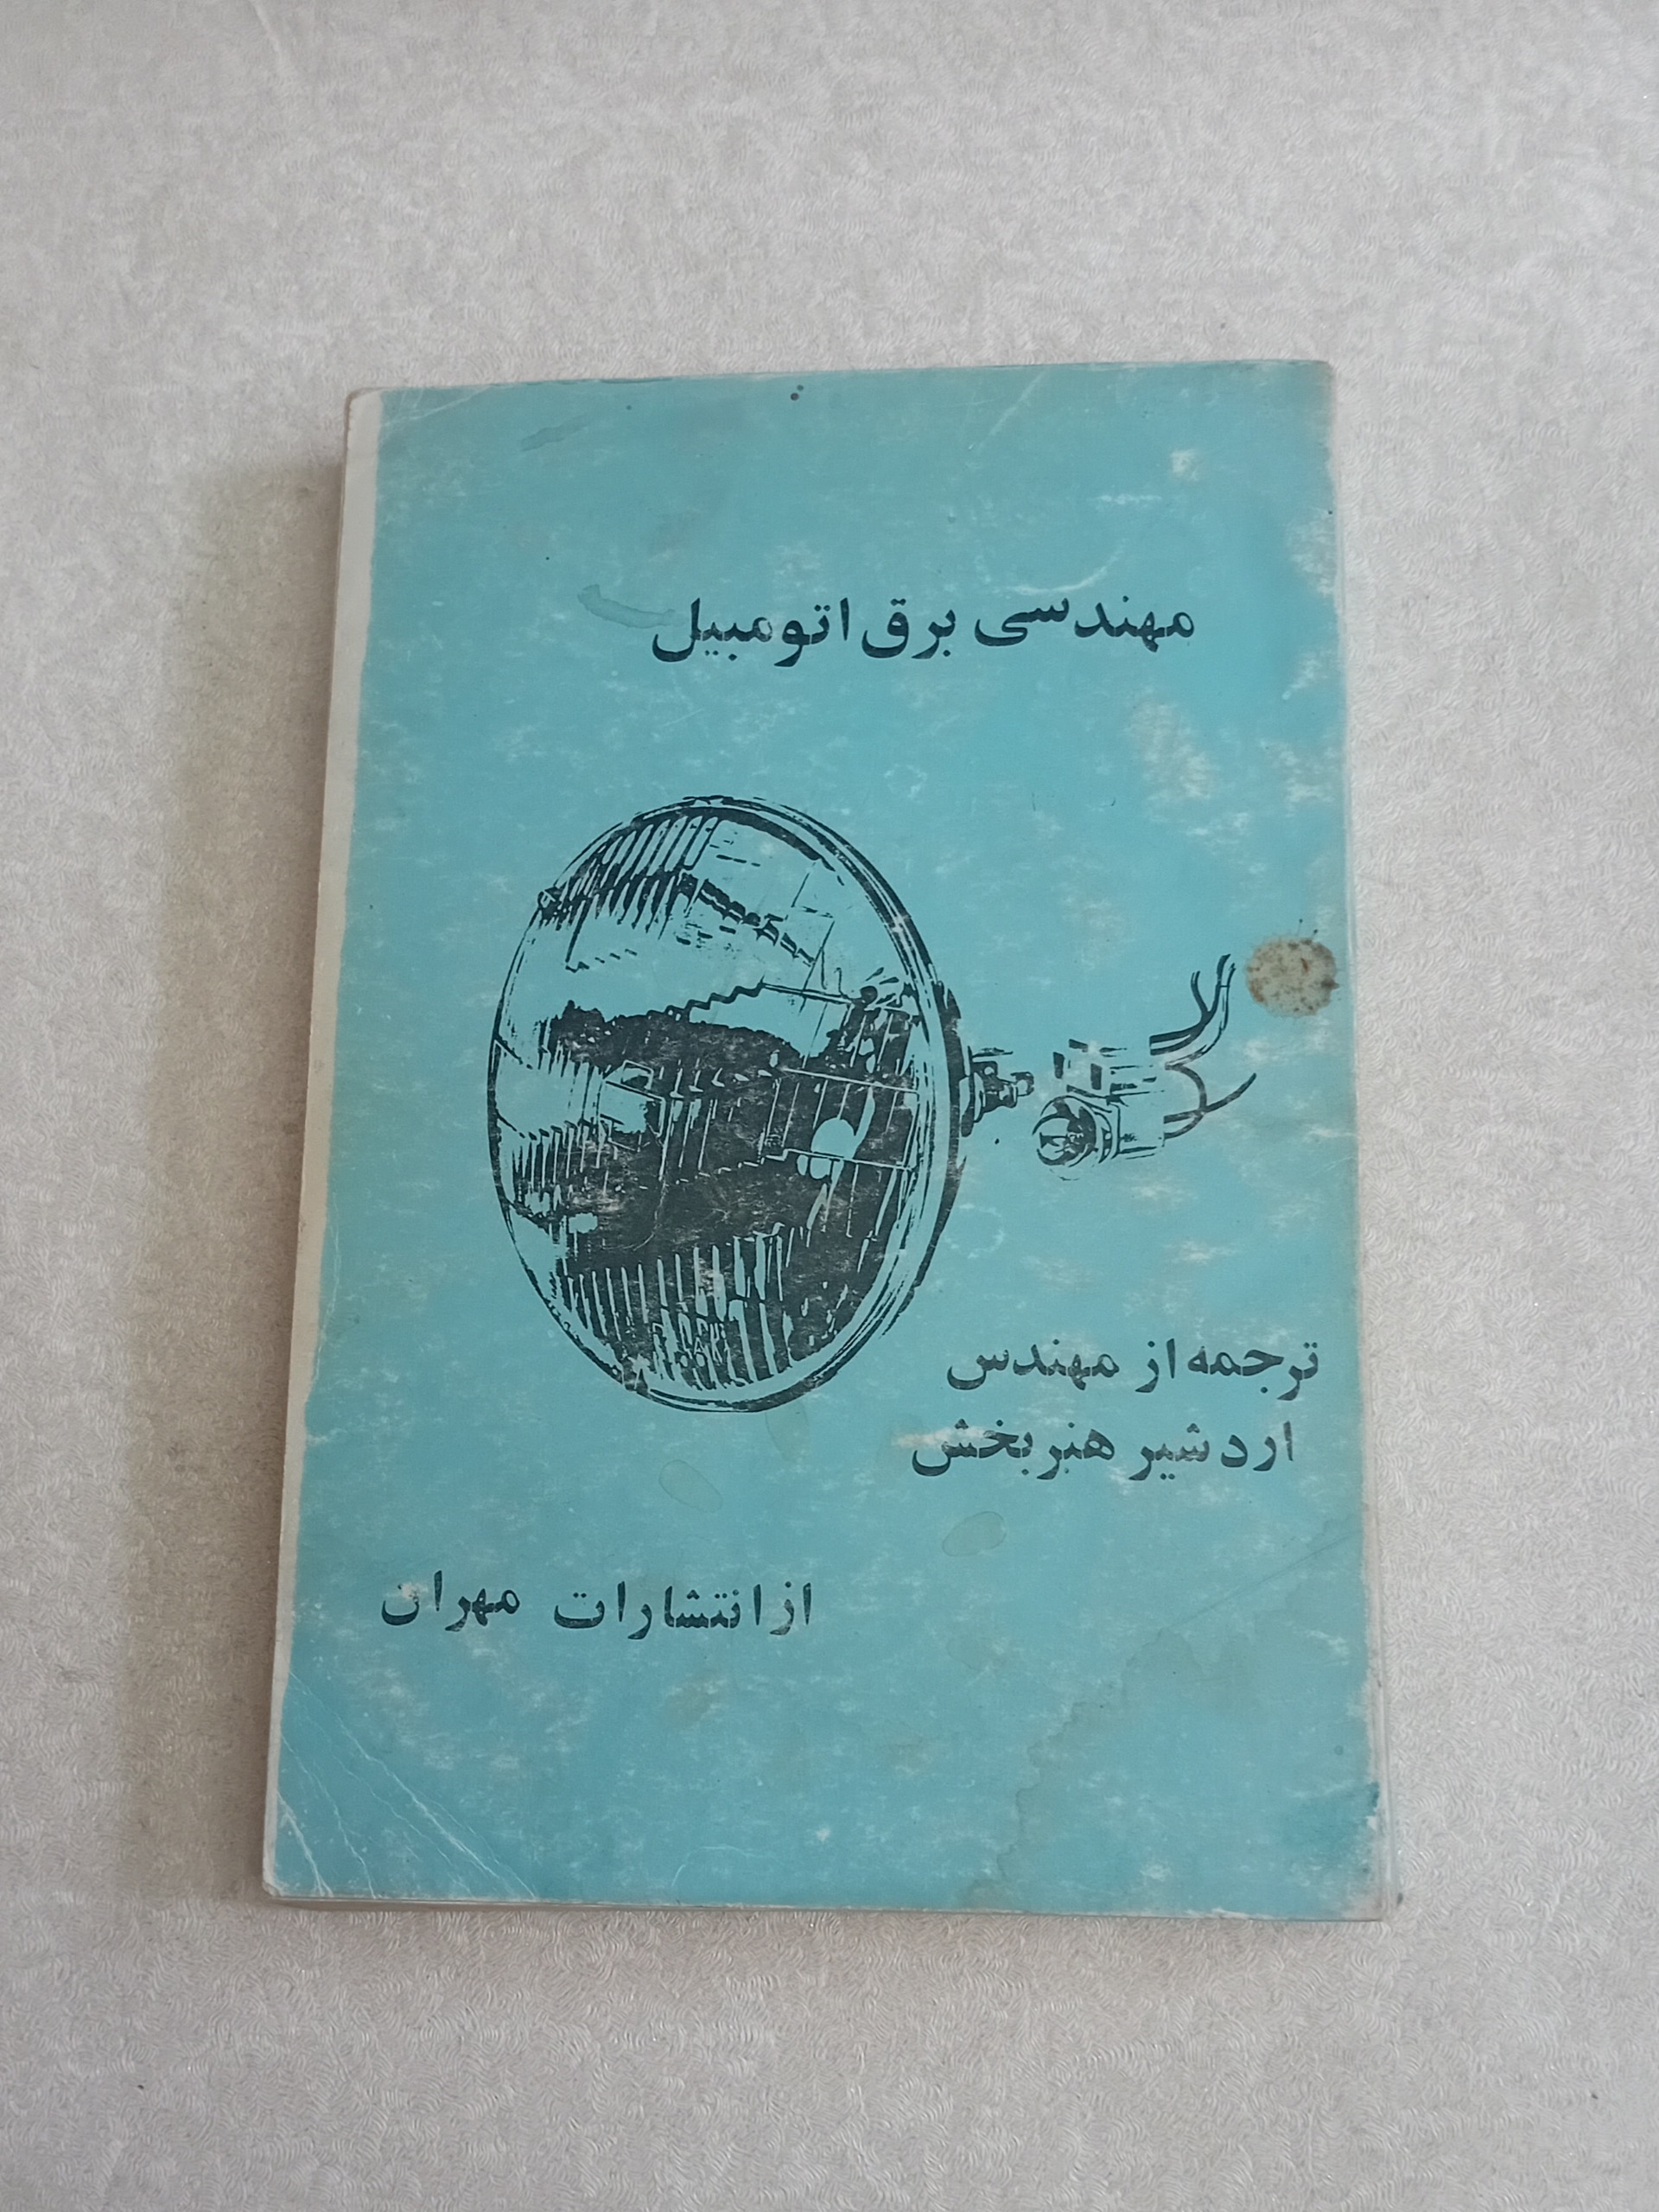 مهندسی برق اتومبیل
ترجمه از مهندس
اردشیر هنربخش
از انتشارات مهران